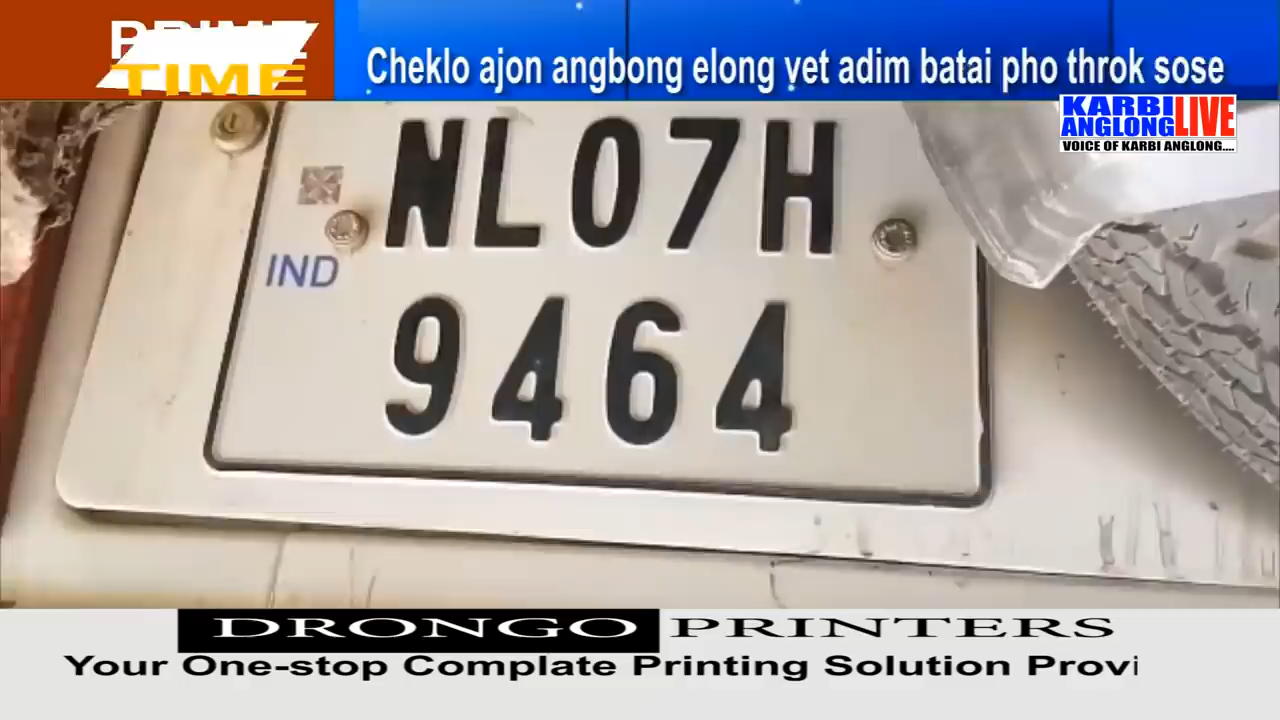 PRIME
TIME
Cheklo ajon angbong elong vet adim batai pho throk sose
KARBI
ANGLONG LIVE
VOICE OF KARBI ANGLONG....
NL07H
IND
9464
DRONGO PRINTERS
Your One-stop Complate Printing Solution Provi